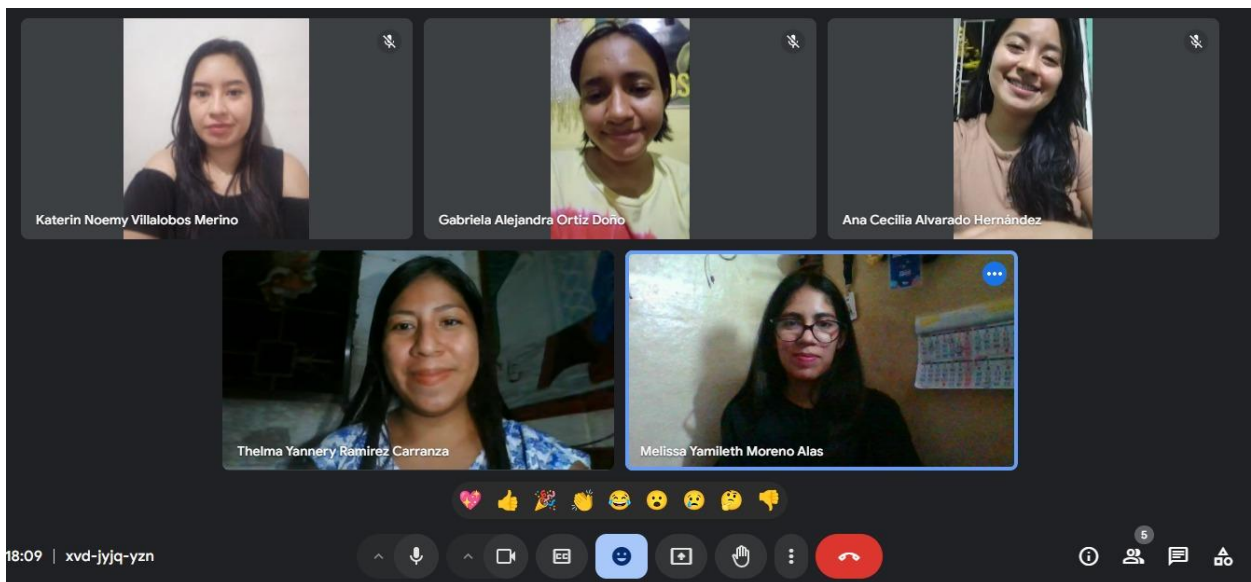 Katerin Noemy Villalobos Merino
Gabriela Alejandra Ortiz Doño
Ana Cecilia Alvarado Hernández
Thelma Yannery Ramirez Carranza
Melissa Yamileth Moreno Alas
18:09 | xvd-jyjq-yzn
CC
5